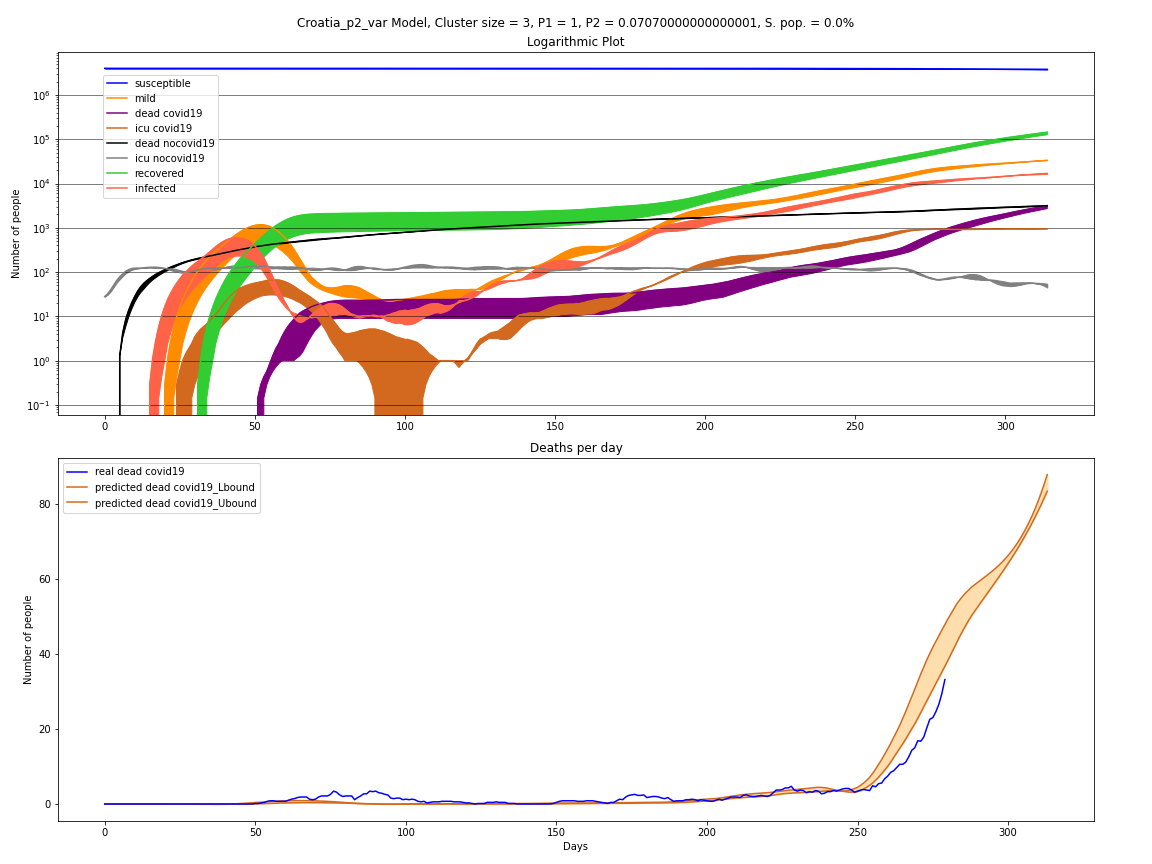 Croatia_p2_var Model, Cluster size = 3, P1 = 1, P2 = 0.07070000000000001, S. pop. = 0.0%
Logarithmic Plot
susceptible
mild
dead covid19
icu covid19
dead nocovid19
icu nocovid19
recovered
infected
Number of people
10⁶
10⁵
10⁴
10³
10²
10¹
10⁰
10⁻¹
0 50 100 150 200 250 300
Deaths per day
real dead covid19
predicted dead covid19_Lbound
predicted dead covid19_Ubound
Number of people
80
60
40
20
0
0 50 100 150 200 250 300
Days